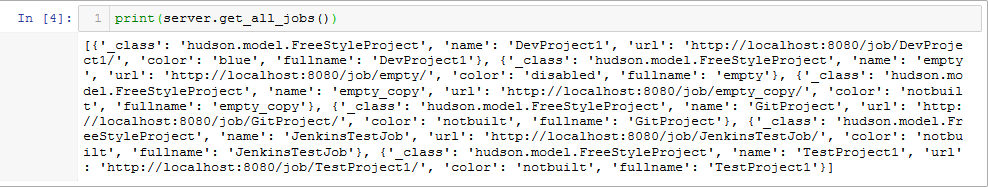 In [4]: 1 print(server.get_all_jobs())
[{'_class': 'hudson.model.FreeStyleProject', 'name': 'DevProject1', 'url': 'http://localhost:8080/job/DevProje
ct1/', 'color': 'blue', 'fullname': 'DevProject1'}, {'_class': 'hudson.model.FreeStyleProject', 'name': 'empty
', 'url': 'http://localhost:8080/job/empty/', 'color': 'disabled', 'fullname': 'empty'}, {'_class': 'hudson.mo
del.FreeStyleProject', 'name': 'empty_copy', 'url': 'http://localhost:8080/job/empty_copy/', 'color': 'notbuil
t', 'fullname': 'empty_copy'}, {'_class': 'hudson.model.FreeStyleProject', 'name': 'GitProject', 'url': 'http:
//localhost:8080/job/GitProject/', 'color': 'notbuilt', 'fullname': 'GitProject'}, {'_class': 'hudson.model.Fr
eeStyleProject', 'name': 'JenkinsTestJob', 'url': 'http://localhost:8080/job/JenkinsTestJob/', 'color': 'notbu
ilt', 'fullname': 'JenkinsTestJob'}, {'_class': 'hudson.model.FreeStyleProject', 'name': 'TestProject1', 'url'
: 'http://localhost:8080/job/TestProject1/', 'color': 'notbuilt', 'fullname': 'TestProject1'}]